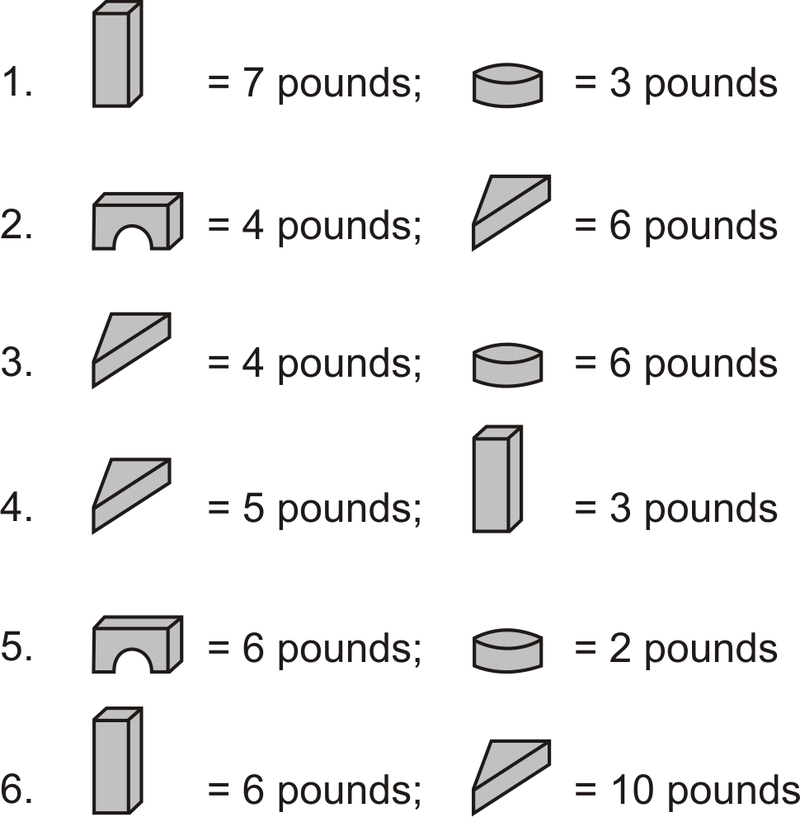 1. = 7 pounds; = 3 pounds
2. = 4 pounds; = 6 pounds
3. = 4 pounds; = 6 pounds
4. = 5 pounds; = 3 pounds
5. = 6 pounds; = 2 pounds
6. = 6 pounds; = 10 pounds